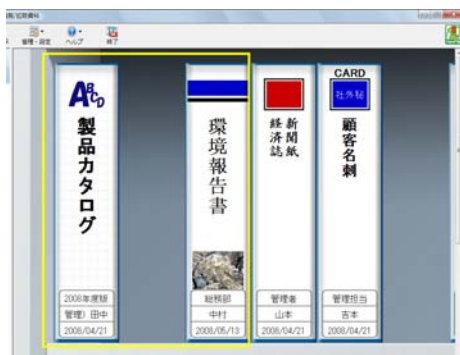 管理・設定
ヘルプ
終了
ABCD
製品カタログ
2008年度版
管理)田中
2008/04/21
環境報告書
総務部
中村
2008/05/13
新聞紙
経済誌
管理者
山本
2008/04/21
CARD
社外秘
顧客名刺
管理担当
吉本
2008/04/21